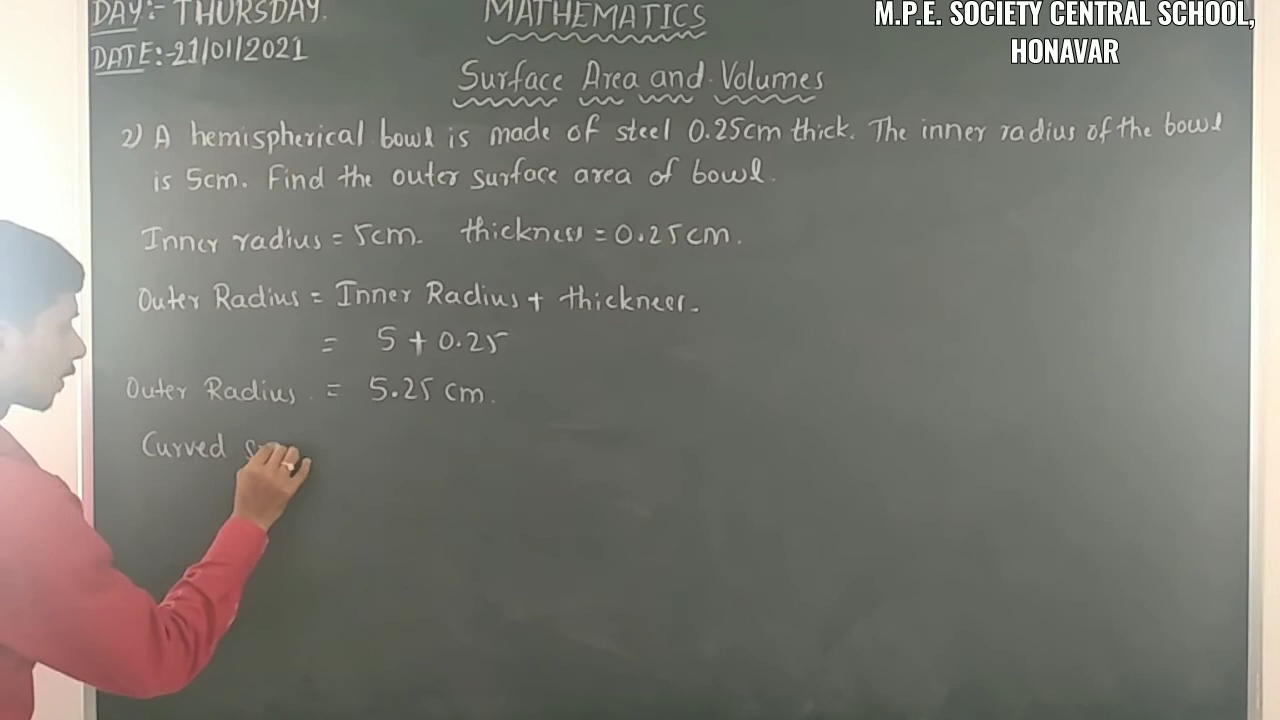 DAY:- THURSDAY.
DATE:-21/01/2021
MATHEMATICS
M.P.E. SOCIETY CENTRAL SCHOOL,
HONAVAR
Surface Area and Volumes
2) A hemispherical bowl is made of steel 0.25cm thick. The inner radius of the bowl
is 5cm. Find the outer surface area of bowl.
Inner radius = 5cm. thickness = 0.25cm.
Outer Radius = Inner Radius + thickness.
= 5 + 0.25
Outer Radius = 5.25 cm.
Curved